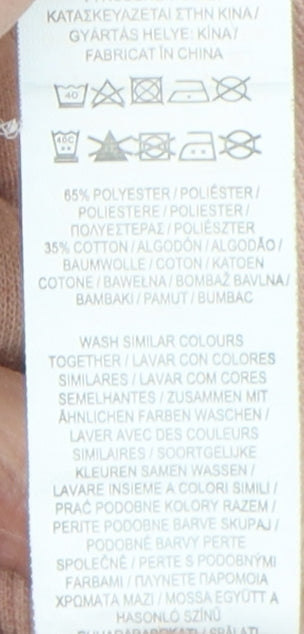 ΚΑΤΑΣΚΕΥΑΖΕΤΑΙ ΣΤΗΝ ΚΙΝΑ /
GYÁRTÁS HELYE: KÍNA /
FABRICAT ÎN CHINA
40
40C
65% POLYESTER / POLIÉSTER /
POLIESTERE / POLIESTER /
ΠΟΛΥΕΣΤΕΡΑΣ / POLIÉSZTER
35% COTTON / ALGODÓN / ALGODÃO /
BAUMWOLLE / COTON / KATOEN
COTONE / BAWEŁNA / BOMBAŽ BAVLNA /
ΒΑΜΒΑΚΙ / PAMUT / BUMBAC
WASH SIMILAR COLOURS
TOGETHER / LAVAR CON COLORES
SIMILARES / LAVAR COM CORES
SEMELHANTES / ZUSAMMEN MIT
ÄHNLICHEN FARBEN WASCHEN /
LAVER AVEC DES COULEURS
SIMILAIRES / SOORTGELIJKE
KLEUREN SAMEN WASSEN /
LAVARE INSIEME A COLORI SIMILI /
PRAĆ PODOBNE KOLORY RAZEM /
PERITE PODOBNE BARVE SKUPAJ /
PODOBNÉ BARVY PERTE
SPOLEČNĚ / PERTE S PODOBNÝMI
FARBAMI / ΠΛΥΝΕΤΕ ΠΑΡΟΜΟΙΑ
ΧΡΩΜΑΤΑ ΜΑΖΙ / MOSSA EGYÜTT A
HASONLÓ SZÍNŰ